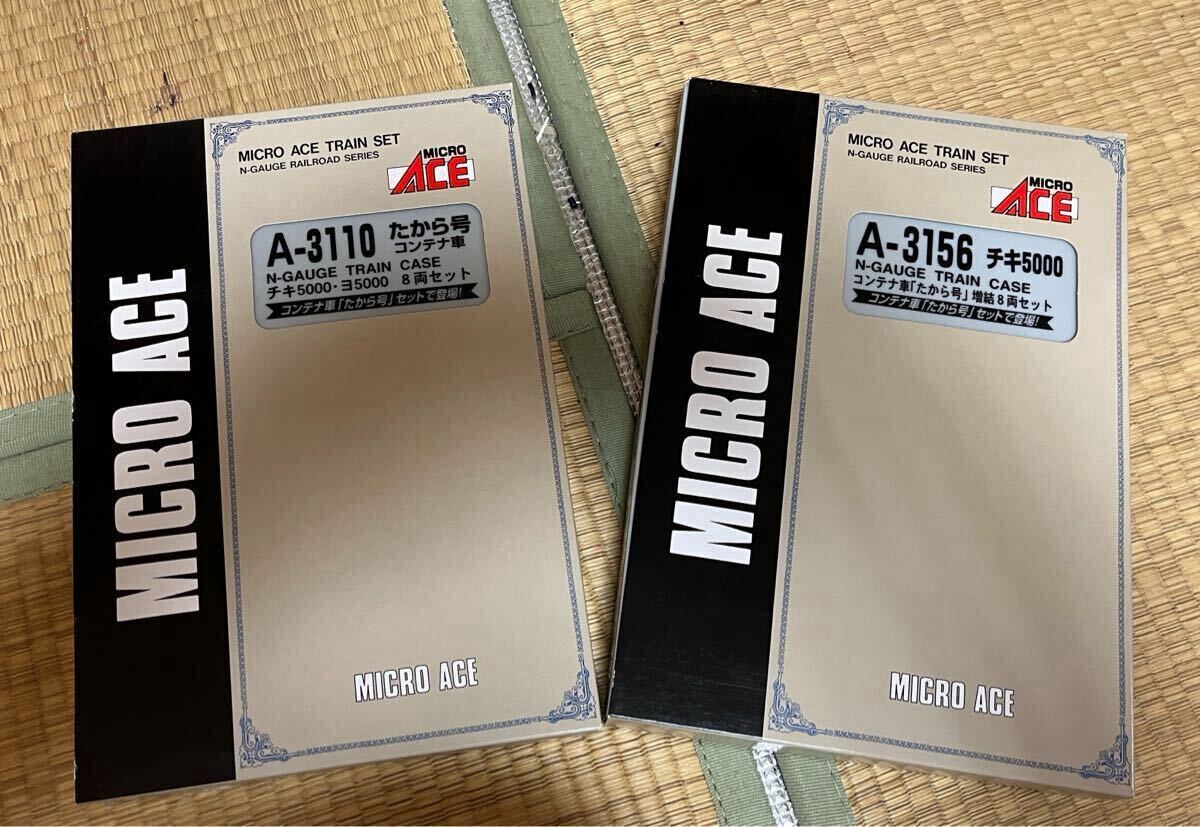 MICRO ACE TRAIN SET
N-GAUGE RAILROAD SERIES
MICRO
ACE
A-3110 たから号
コンテナ車
N-GAUGE TRAIN CASE
チキ5000・ヨ5000 8両セット
コンテナ車「たから号」セットで登場!
MICRO ACE
MICRO ACE
MICRO ACE TRAIN SET
N-GAUGE RAILROAD SERIES
MICRO
ACE
A-3156 チキ5000
N-GAUGE TRAIN CASE
コンテナ車「たから号」増結8両セット
コンテナ車「たから号」セットで登場!
MICRO ACE
MICRO ACE